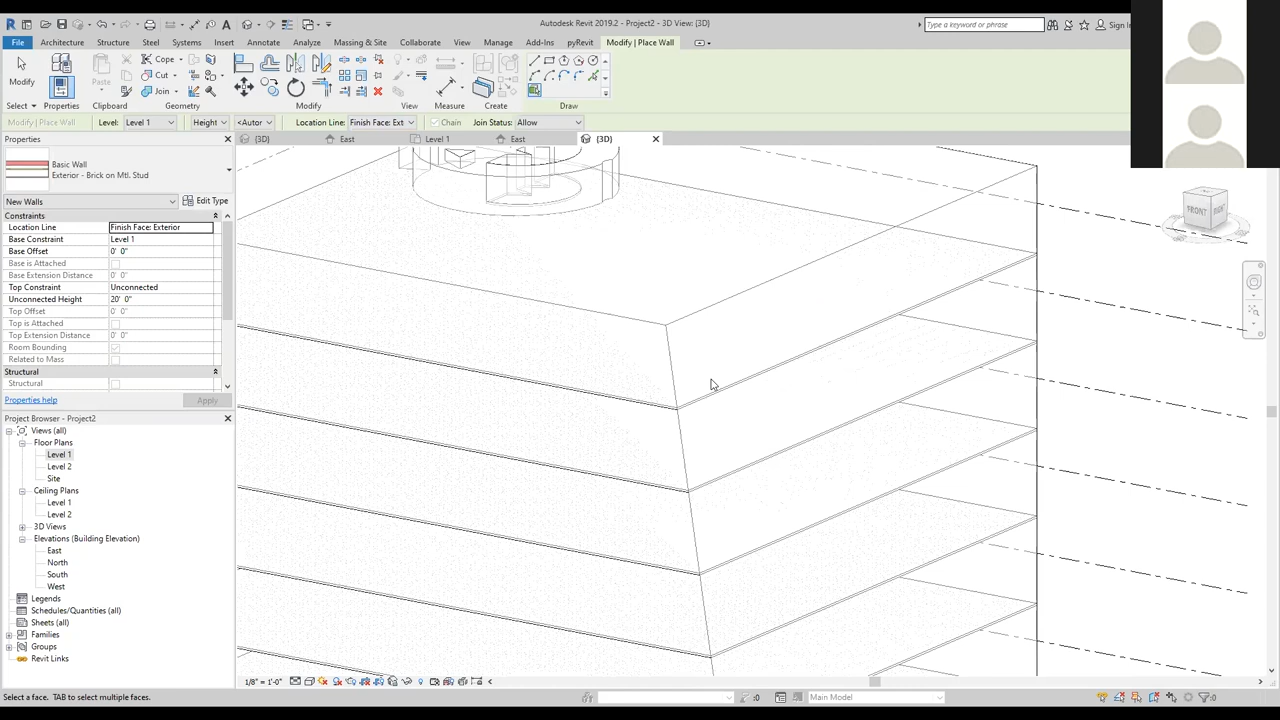 Autodesk Revit 2019.2 - Project2 - 3D View: {3D}
Type a keyword or phrase
Sign In
File Architecture Structure Steel Systems Insert Annotate Analyze Massing & Site Collaborate View Manage Add-Ins pyRevit Modify | Place Wall
Modify Paste Cope Cut Join
Select Properties Clipboard Geometry Modify View Measure Create Draw
Modify | Place Wall Level: Level 1 Height <Autor Location Line: Finish Face: Ext Chain Join Status: Allow
Properties {3D} East Level 1 East {3D}
Basic Wall
Exterior - Brick on Mtl. Stud
New Walls Edit Type
Constraints
Location Line Finish Face: Exterior
Base Constraint Level 1
Base Offset 0' 0"
Base is Attached
Base Extension Distance 0' 0"
Top Constraint Unconnected
Unconnected Height 20' 0"
Top Offset 0' 0"
Top is Attached
Top Extension Distance 0' 0"
Room Bounding
Related to Mass
Structural
Structural
Properties help Apply
Project Browser - Project2
Views (all)
Floor Plans
Level 1
Level 2
Site
Ceiling Plans
Level 1
Level 2
3D Views
Elevations (Building Elevation)
East
North
South
West
Legends
Schedules/Quantities (all)
Sheets (all)
Families
Groups
Revit Links
FRONT
1/8" = 1'-0"
Select a face. TAB to select multiple faces. :0 Main Model :0